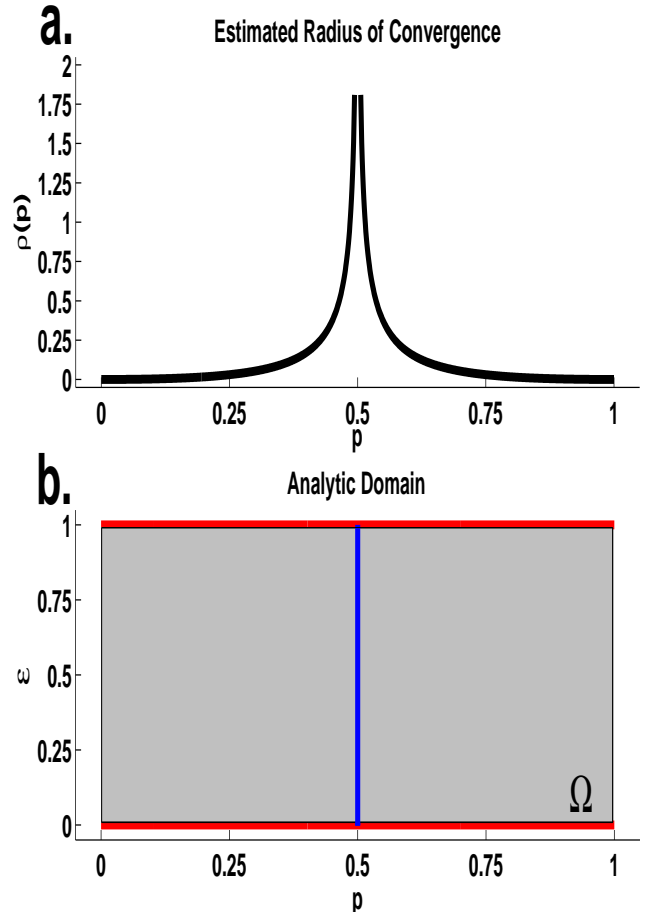 a.
Estimated Radius of Convergence
2
1.75
1.5
1.25
1
0.75
0.5
0.25
0
ρ(p)
0 0.25 0.5 0.75 1
p
b.
Analytic Domain
1
0.75
0.5
0.25
0
ε
Ω
0 0.25 0.5 0.75 1
p